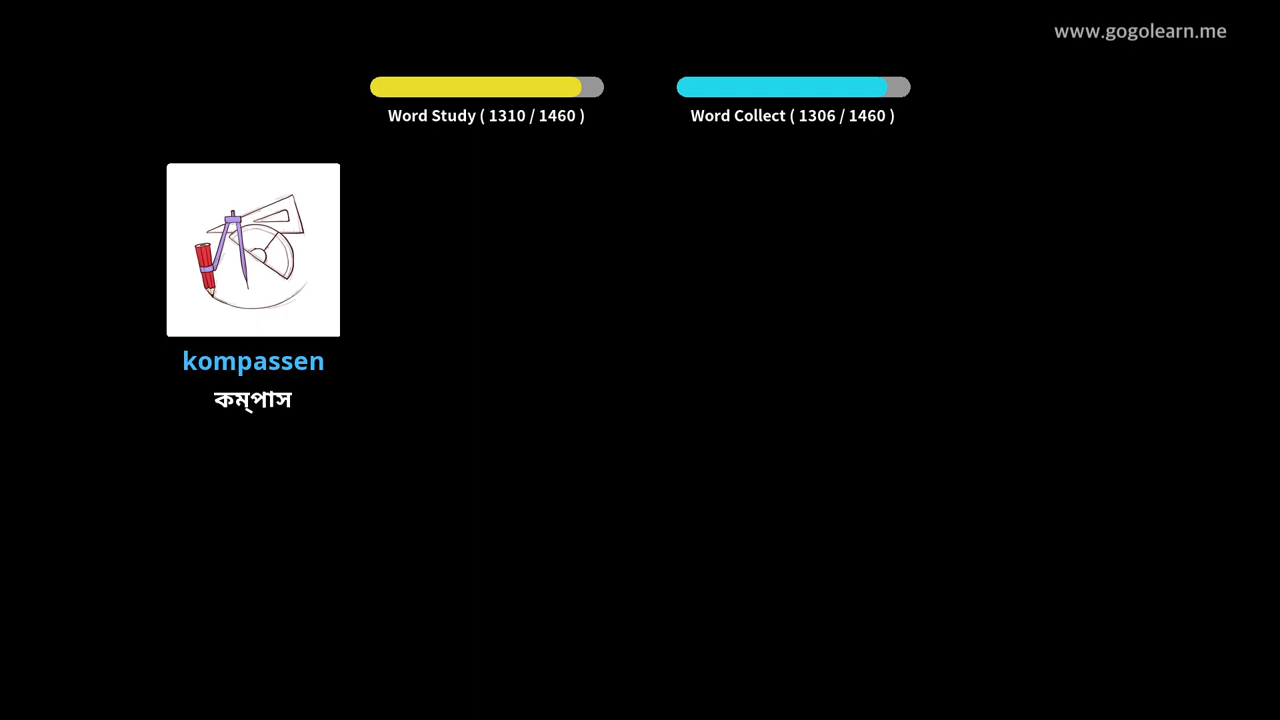 www.gogolearn.me
Word Study ( 1310 / 1460 )
Word Collect ( 1306 / 1460 )
kompassen
কম্পাস